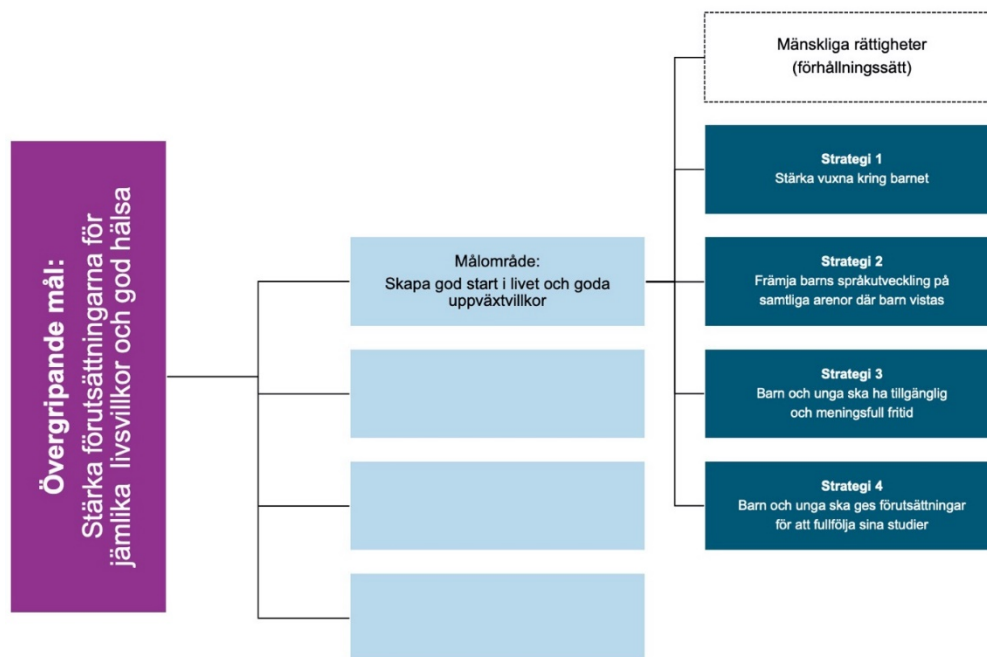 Övergripande mål:
Stärka förutsättningarna för
jämlika livsvillkor och god hälsa
Målområde:
Skapa god start i livet och goda
uppväxtvillkor
Mänskliga rättigheter
(förhållningssätt)
Strategi 1
Stärka vuxna kring barnet
Strategi 2
Främja barns språkutveckling på
samtliga arenor där barn vistas
Strategi 3
Barn och unga ska ha tillgänglig
och meningsfull fritid
Strategi 4
Barn och unga ska ges förutsättningar
för att fullfölja sina studier